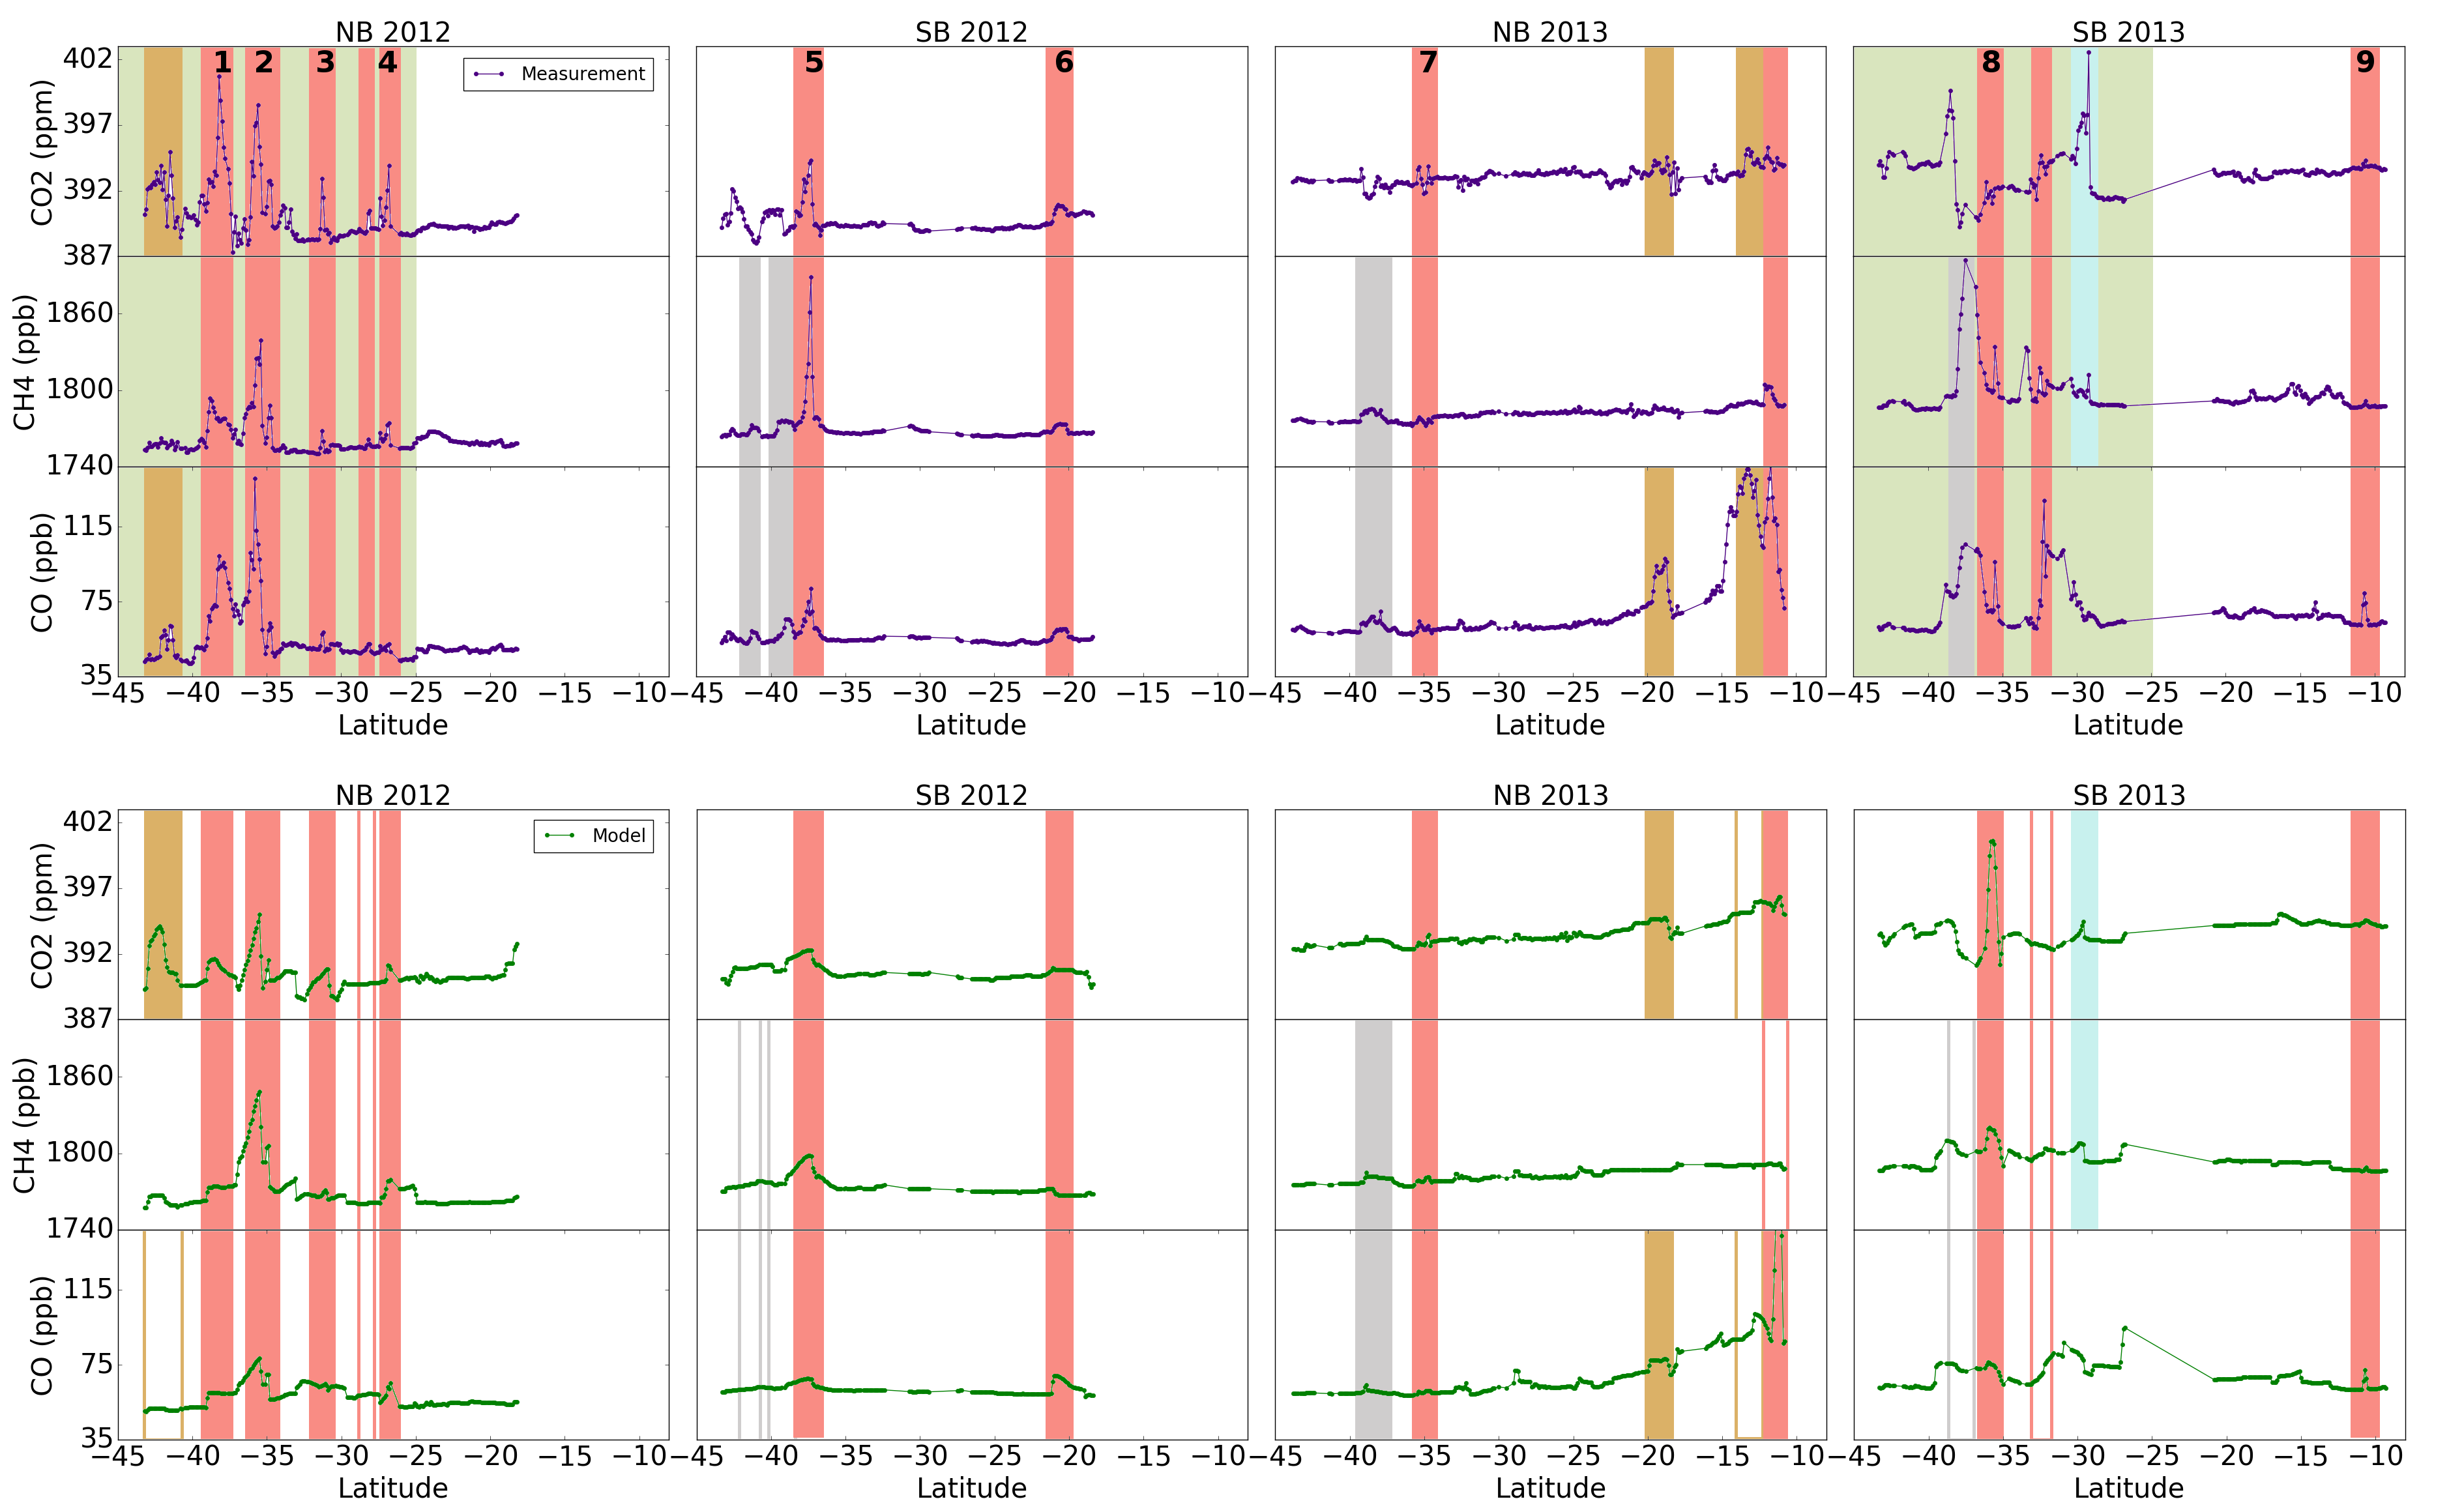 NB 2012 SB 2012 NB 2013 SB 2013
1 2 3 4 5 6 7 8 9
Measurement
CO2 (ppm)
402
397
392
387
CH4 (ppb)
1860
1800
1740
CO (ppb)
115
75
35
−45 −40 −35 −30 −25 −20 −15 −10 −45 −40 −35 −30 −25 −20 −15 −10 −45 −40 −35 −30 −25 −20 −15 −10 −45 −40 −35 −30 −25 −20 −15 −10
Latitude Latitude Latitude Latitude
NB 2012 SB 2012 NB 2013 SB 2013
Model
CO2 (ppm)
402
397
392
387
CH4 (ppb)
1860
1800
1740
CO (ppb)
115
75
35
−45 −40 −35 −30 −25 −20 −15 −10 −45 −40 −35 −30 −25 −20 −15 −10 −45 −40 −35 −30 −25 −20 −15 −10 −45 −40 −35 −30 −25 −20 −15 −10
Latitude Latitude Latitude Latitude